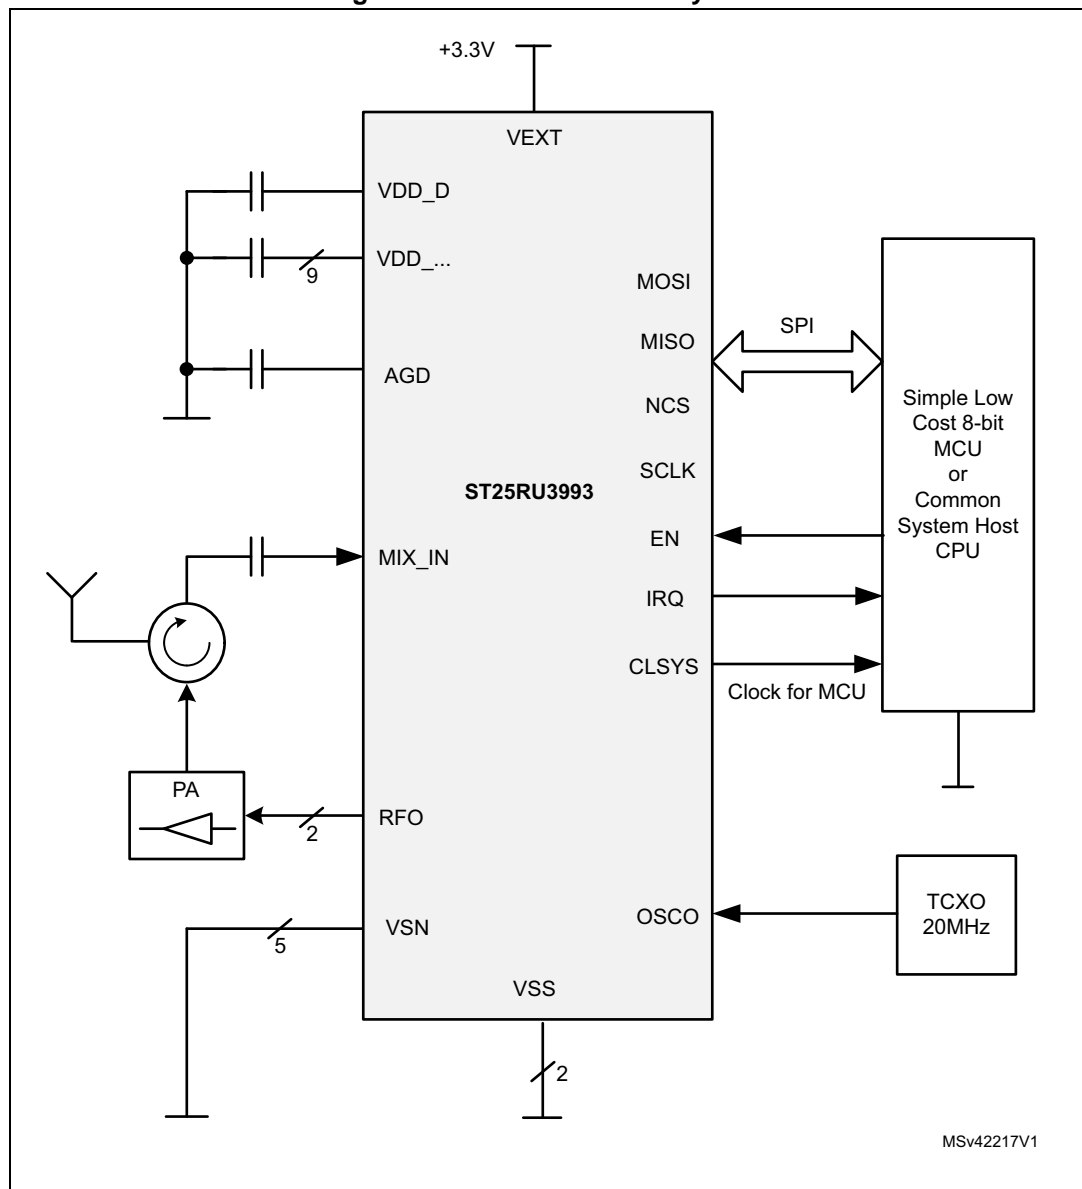 +3.3V
VEXT
VDD_D
VDD_...
9
AGD
MOSI
MISO
NCS
SCLK
SPI
Simple Low
Cost 8-bit
MCU
or
Common
System Host
CPU
ST25RU3993
EN
MIX_IN
IRQ
CLSYS
Clock for MCU
PA
RFO
2
VSN
5
OSCO
TCXO
20MHz
VSS
2
MSv42217V1